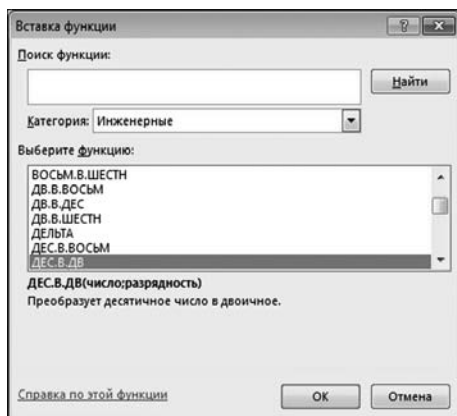 Вставка функции
Поиск функции:
Найти
Категория: Инженерные
Выберите функцию:
ВОСЬМ.В.ШЕСТН
ДВ.В.ВОСЬМ
ДВ.В.ДЕС
ДВ.В.ШЕСТН
ДЕЛЬТА
ДЕС.В.ВОСЬМ
ДЕС.В.ДВ
ДЕС.В.ДВ(число;разрядность)
Преобразует десятичное число в двоичное.
Справка по этой функции
ОК
Отмена